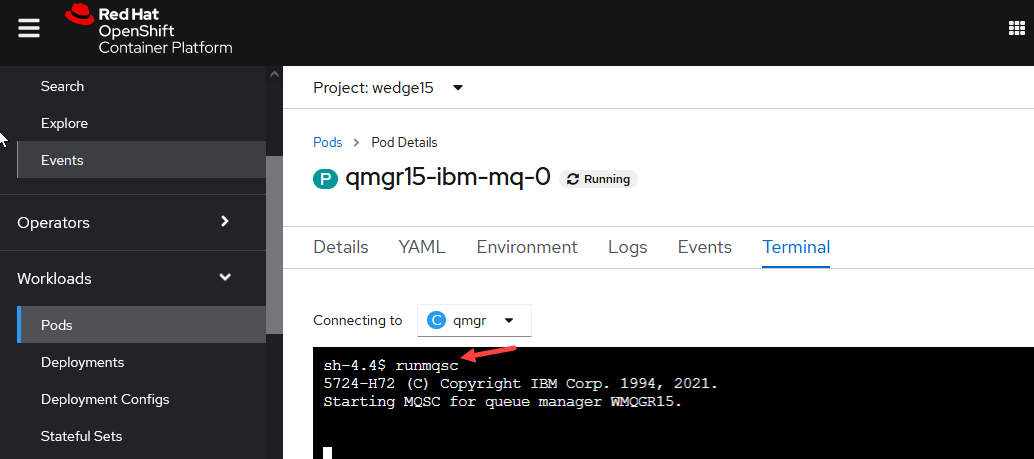 Red Hat
OpenShift
Container Platform
Search
Explore
Events
Operators
Workloads
Pods
Deployments
Deployment Configs
Stateful Sets
Project: wedge15
Pods > Pod Details
P qmgr15-ibm-mq-0 Running
Details YAML Environment Logs Events Terminal
Connecting to C qmgr
sh-4.4$ runmqsc
5724-H72 (C) Copyright IBM Corp. 1994, 2021.
Starting MQSC for queue manager WMQGR15.